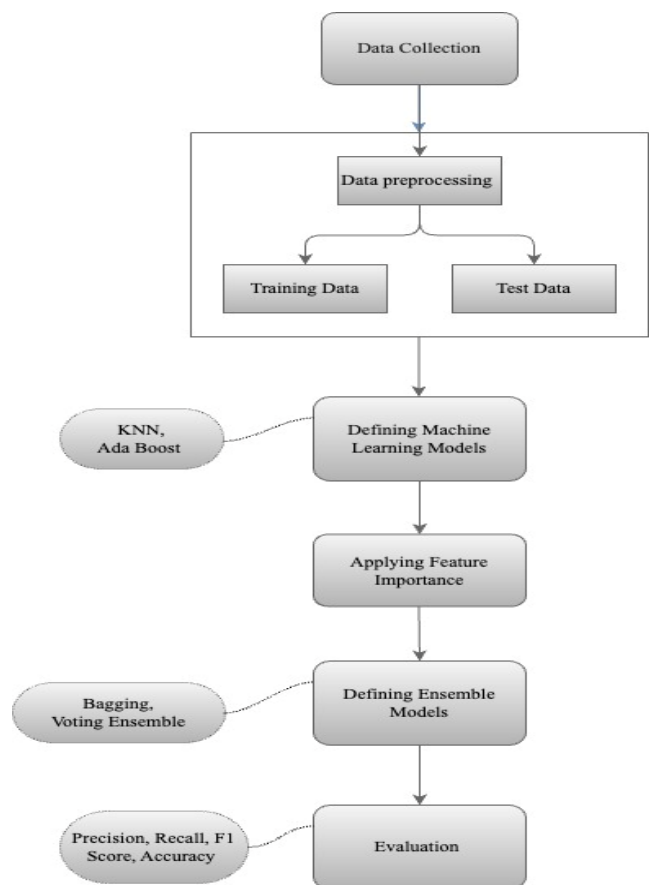 Data Collection
Data preprocessing
Training Data
Test Data
KNN,
Ada Boost
Defining Machine
Learning Models
Applying Feature
Importance
Bagging,
Voting Ensemble
Defining Ensemble
Models
Precision, Recall, F1
Score, Accuracy
Evaluation